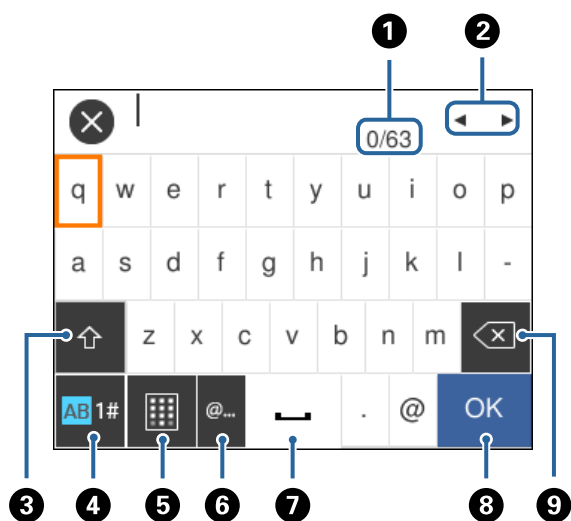 1 2
0/63
q w e r t y u i o p
a s d f g h j k l -
z x c v b n m
AB 1# @... . @ OK
3 4 5 6 7 8 9